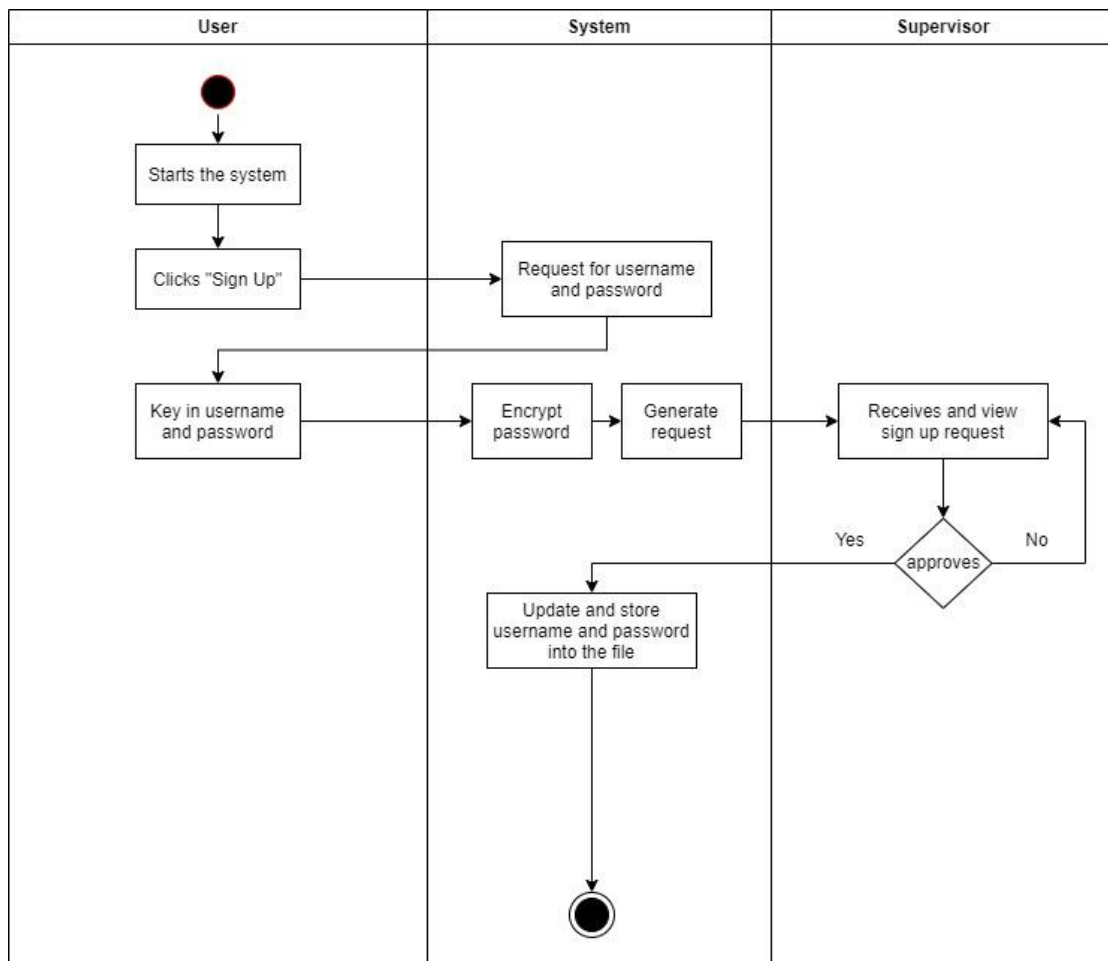 User
System
Supervisor
Starts the system
Clicks "Sign Up"
Request for username
and password
Key in username
and password
Encrypt
password
Generate
request
Receives and view
sign up request
Yes
approves
No
Update and store
username and password
into the file